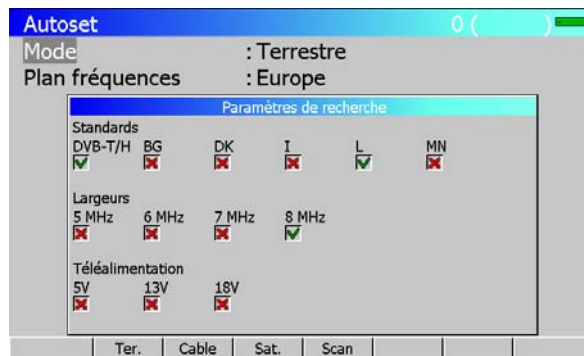 Autoset 0 ( )
Mode : Terrestre
Plan fréquences : Europe
Paramètres de recherche
Standards
DVB-T/H BG DK I L MN
Largeurs
5 MHz 6 MHz 7 MHz 8 MHz
Téléalimentation
5V 13V 18V
Ter. Cable Sat. Scan